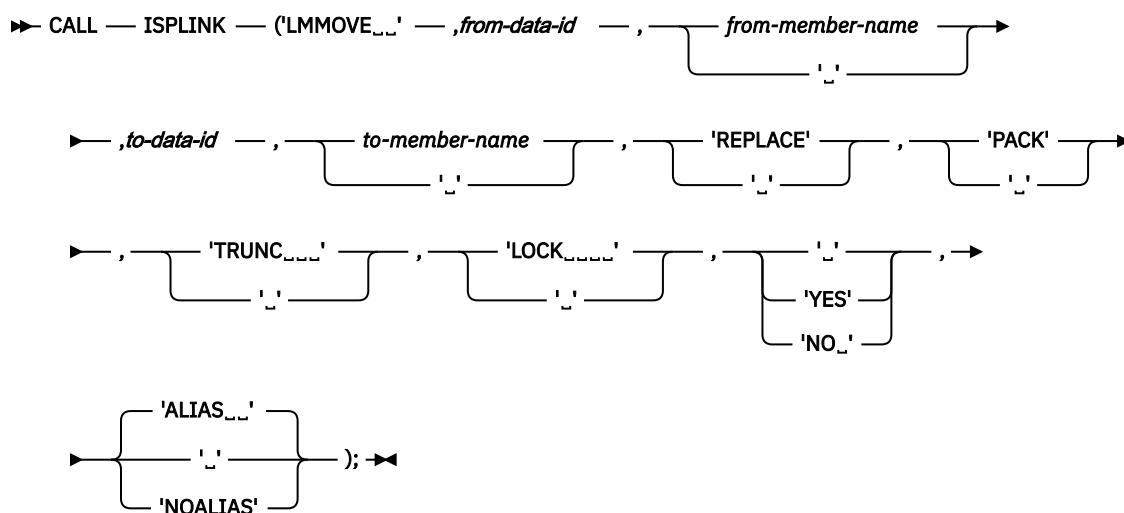 CALL ISPLINK ('LMMOVE␣␣' ,from-data-id , from-member-name
'␣'
,to-data-id , to-member-name , 'REPLACE' , 'PACK'
'␣' '␣' '␣'
, 'TRUNC␣␣␣' , 'LOCK␣␣␣␣' , '␣' ,
'␣' '␣' 'YES'
'NO␣'
'ALIAS␣␣'
'␣' );
'NOALIAS'